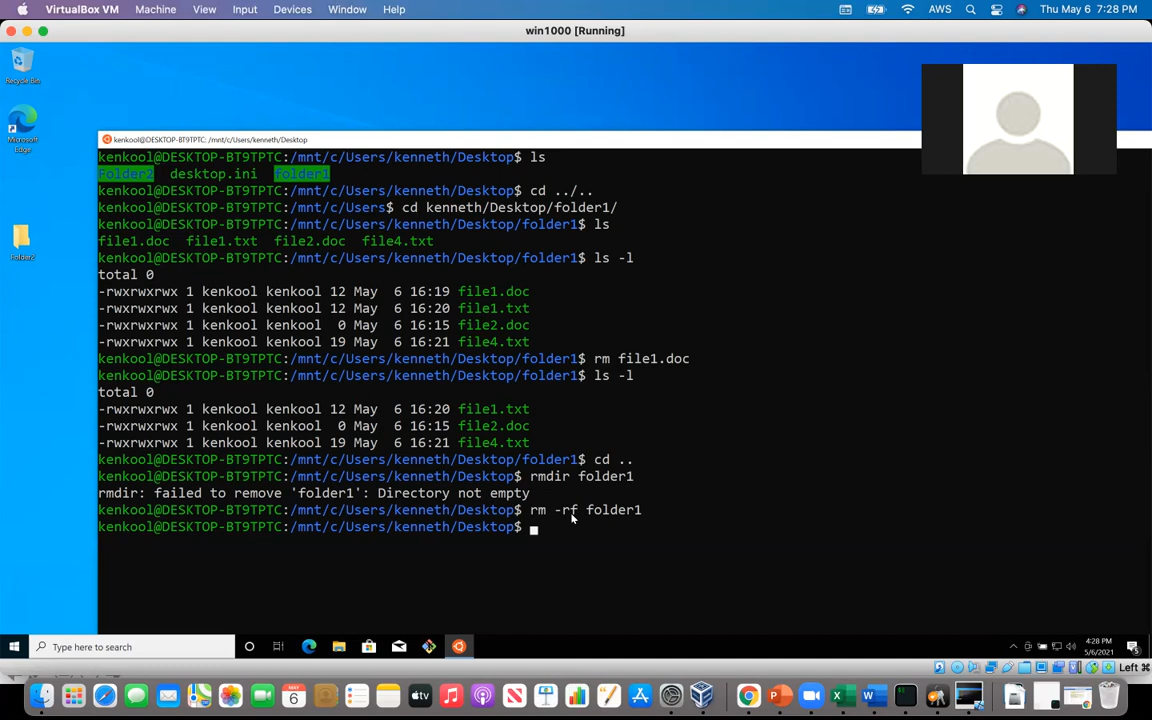 VirtualBox VM Machine View Input Devices Window Help AWS Thu May 6 7:28 PM
win1000 [Running]
Recycle Bin
Microsoft
Edge
Folder2
kenkool@DESKTOP-BT9TPTC: /mnt/c/Users/kenneth/Desktop
kenkool@DESKTOP-BT9TPTC:/mnt/c/Users/kenneth/Desktop$ ls
Folder2 desktop.ini folder1
kenkool@DESKTOP-BT9TPTC:/mnt/c/Users/kenneth/Desktop$ cd ../..
kenkool@DESKTOP-BT9TPTC:/mnt/c/Users$ cd kenneth/Desktop/folder1/
kenkool@DESKTOP-BT9TPTC:/mnt/c/Users/kenneth/Desktop/folder1$ ls
file1.doc file1.txt file2.doc file4.txt
kenkool@DESKTOP-BT9TPTC:/mnt/c/Users/kenneth/Desktop/folder1$ ls -l
total 0
-rwxrwxrwx 1 kenkool kenkool 12 May 6 16:19 file1.doc
-rwxrwxrwx 1 kenkool kenkool 12 May 6 16:20 file1.txt
-rwxrwxrwx 1 kenkool kenkool 0 May 6 16:15 file2.doc
-rwxrwxrwx 1 kenkool kenkool 19 May 6 16:21 file4.txt
kenkool@DESKTOP-BT9TPTC:/mnt/c/Users/kenneth/Desktop/folder1$ rm file1.doc
kenkool@DESKTOP-BT9TPTC:/mnt/c/Users/kenneth/Desktop/folder1$ ls -l
total 0
-rwxrwxrwx 1 kenkool kenkool 12 May 6 16:20 file1.txt
-rwxrwxrwx 1 kenkool kenkool 0 May 6 16:15 file2.doc
-rwxrwxrwx 1 kenkool kenkool 19 May 6 16:21 file4.txt
kenkool@DESKTOP-BT9TPTC:/mnt/c/Users/kenneth/Desktop/folder1$ cd ..
kenkool@DESKTOP-BT9TPTC:/mnt/c/Users/kenneth/Desktop$ rmdir folder1
rmdir: failed to remove 'folder1': Directory not empty
kenkool@DESKTOP-BT9TPTC:/mnt/c/Users/kenneth/Desktop$ rm -rf folder1
kenkool@DESKTOP-BT9TPTC:/mnt/c/Users/kenneth/Desktop$
Type here to search
4:28 PM
5/6/2021
Left ⌘
MAY
6
tv